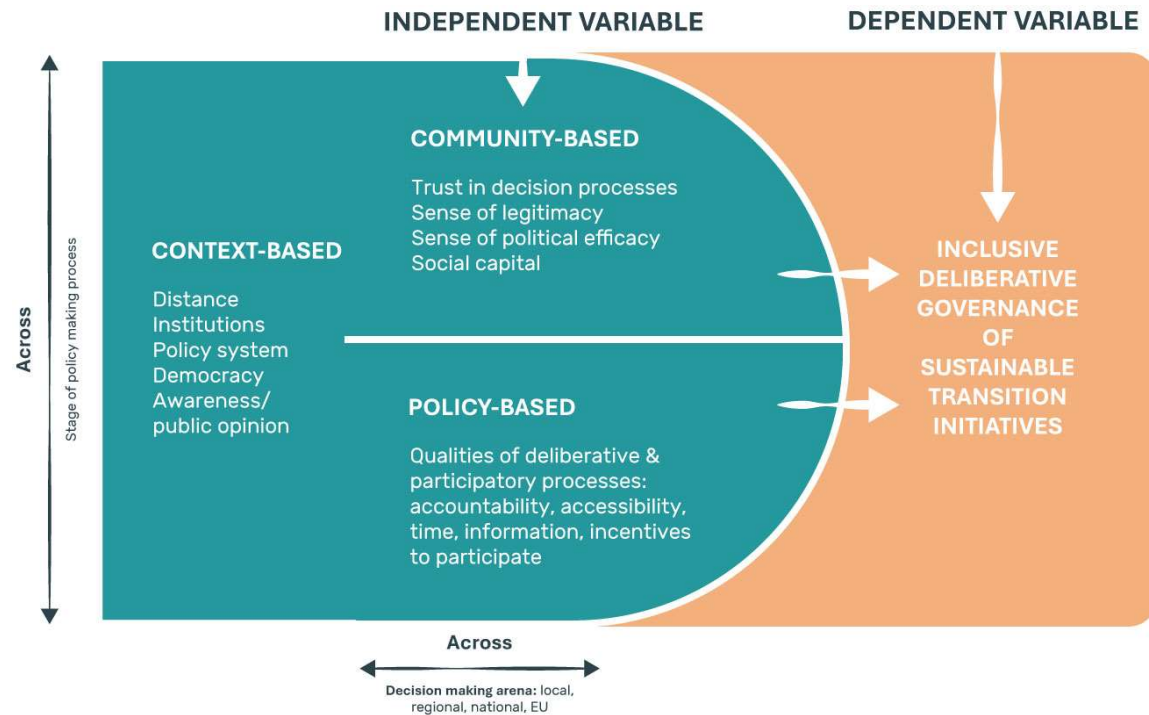 INDEPENDENT VARIABLE
DEPENDENT VARIABLE
COMMUNITY-BASED
Trust in decision processes
Sense of legitimacy
Sense of political efficacy
Social capital
CONTEXT-BASED
Distance
Institutions
Policy system
Democracy
Awareness/
public opinion
POLICY-BASED
Qualities of deliberative &
participatory processes:
accountability, accessibility,
time, information, incentives
to participate
INCLUSIVE
DELIBERATIVE
GOVERNANCE
OF
SUSTAINABLE
TRANSITION
INITIATIVES
Across
Stage of policy making process
Across
Decision making arena: local,
regional, national, EU